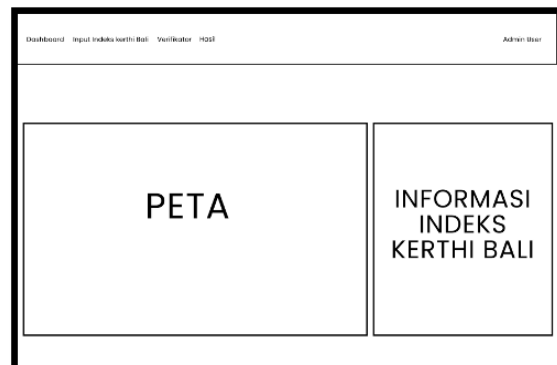 Dashboard Input Indeks kerthi Bali Verifikator Hasil Admin User
PETA
INFORMASI
INDEKS
KERTHI BALI